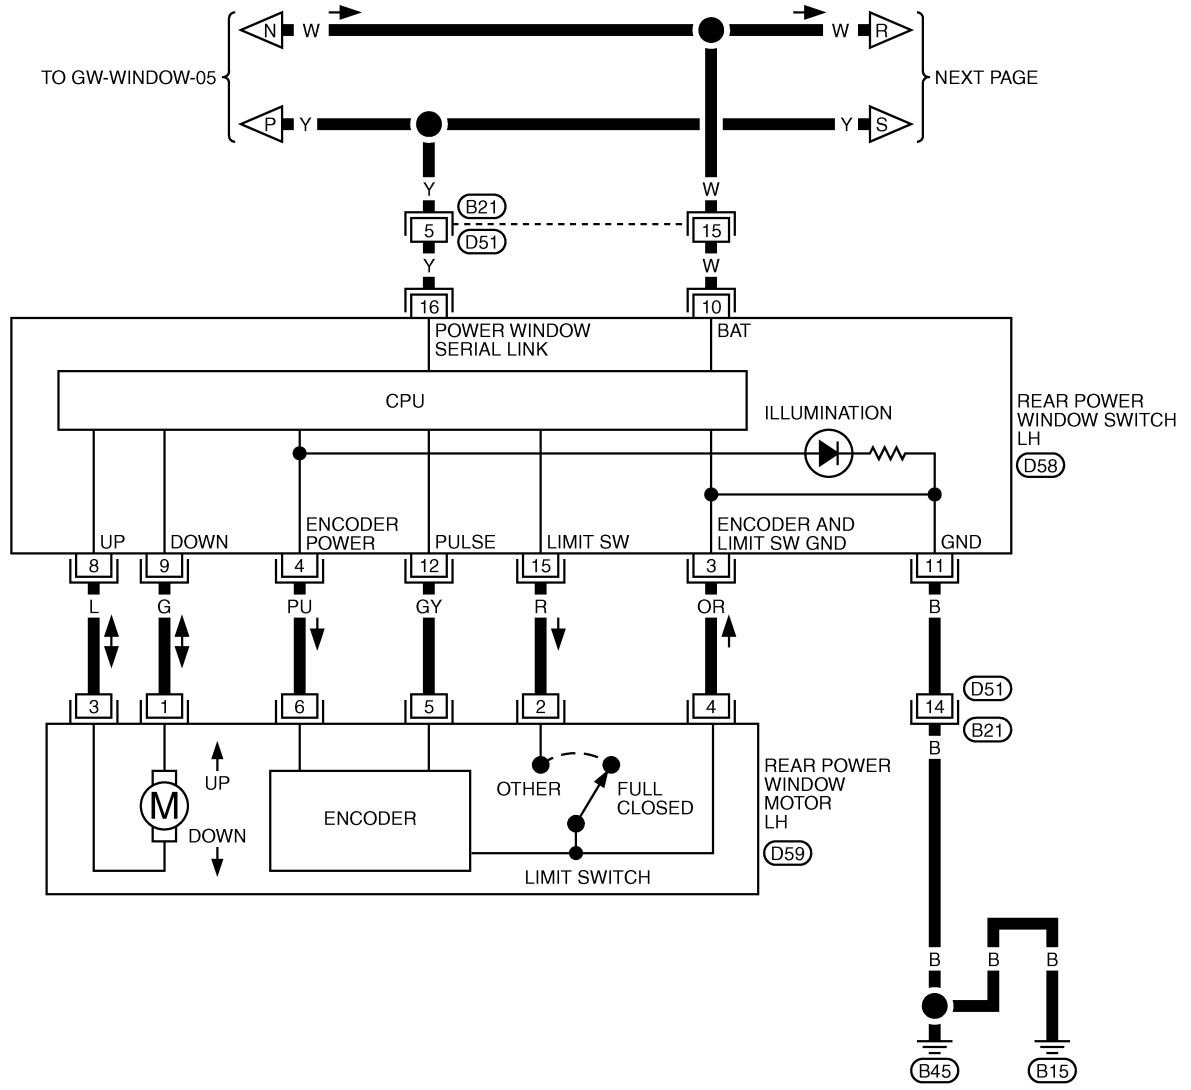 N W W R
TO GW-WINDOW-05 NEXT PAGE
P Y Y S
Y W
B21
5 15
D51
Y W
16 10
POWER WINDOW
SERIAL LINK
BAT
CPU
ILLUMINATION
REAR POWER
WINDOW SWITCH
LH
D58
UP DOWN
ENCODER
POWER
PULSE LIMIT SW
ENCODER AND
LIMIT SW GND
GND
8 9 4 12 15 3 11
L G PU GY R OR B
D51
3 1 6 5 2 4 14
B21
B
UP
M
DOWN
ENCODER
OTHER
FULL
CLOSED
LIMIT SWITCH
REAR POWER
WINDOW
MOTOR
LH
D59
B B B
B45 B15